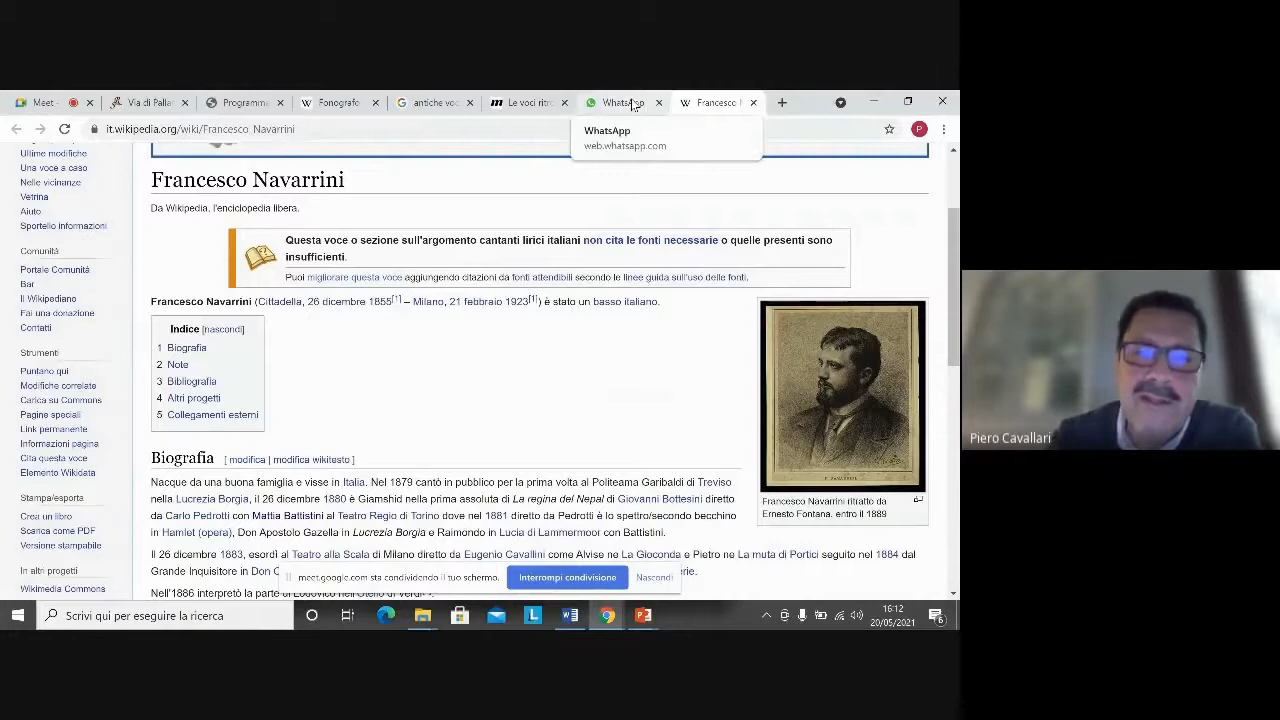 Meet
Via di Palla
Programm
Fonografo
antiche voc
Le voci ritro
WhatsApp
Francesco
it.wikipedia.org/wiki/Francesco_Navarrini
WhatsApp
web.whatsapp.com
Ultime modifiche
Una voce a caso
Nelle vicinanze
Vetrina
Aiuto
Sportello informazioni
Comunità
Portale Comunità
Bar
Il Wikipediano
Fai una donazione
Contatti
Strumenti
Puntano qui
Modifiche correlate
Carica su Commons
Pagine speciali
Link permanente
Informazioni pagina
Cita questa voce
Elemento Wikidata
Stampa/esporta
Crea un libro
Scarica come PDF
Versione stampabile
In altri progetti
Wikimedia Commons
Francesco Navarrini
Da Wikipedia, l'enciclopedia libera.
Questa voce o sezione sull'argomento cantanti lirici italiani non cita le fonti necessarie o quelle presenti sono
insufficienti.
Puoi migliorare questa voce aggiungendo citazioni da fonti attendibili secondo le linee guida sull'uso delle fonti.
Francesco Navarrini (Cittadella, 26 dicembre 1855[1] – Milano, 21 febbraio 1923[1]) è stato un basso italiano.
Indice [nascondi]
1 Biografia
2 Note
3 Bibliografia
4 Altri progetti
5 Collegamenti esterni
Francesco Navarrini ritratto da
Ernesto Fontana, entro il 1889
Biografia [ modifica | modifica wikitesto ]
Nacque da una buona famiglia e visse in Italia. Nel 1879 cantò in pubblico per la prima volta al Politeama Garibaldi di Treviso
nella Lucrezia Borgia, il 26 dicembre 1880 è Giamshid nella prima assoluta di La regina del Nepal di Giovanni Bottesini diretto
da Carlo Pedrotti con Mattia Battistini al Teatro Regio di Torino dove nel 1881 diretto da Pedrotti è lo spettro/secondo becchino
in Hamlet (opera), Don Apostolo Gazella in Lucrezia Borgia e Raimondo in Lucia di Lammermoor con Battistini.
Il 26 dicembre 1883, esordì al Teatro alla Scala di Milano diretto da Eugenio Cavallini come Alvise ne La Gioconda e Pietro ne La muta di Portici seguito nel 1884 dal
Grande Inquisitore in Don
Nell'1886 interpretò la parte di Lodovico nell'Otello di Verdi
meet.google.com sta condividendo il tuo schermo.
Interrompi condivisione
Nascondi
Scrivi qui per eseguire la ricerca
16:12
20/05/2021
6
Piero Cavallari